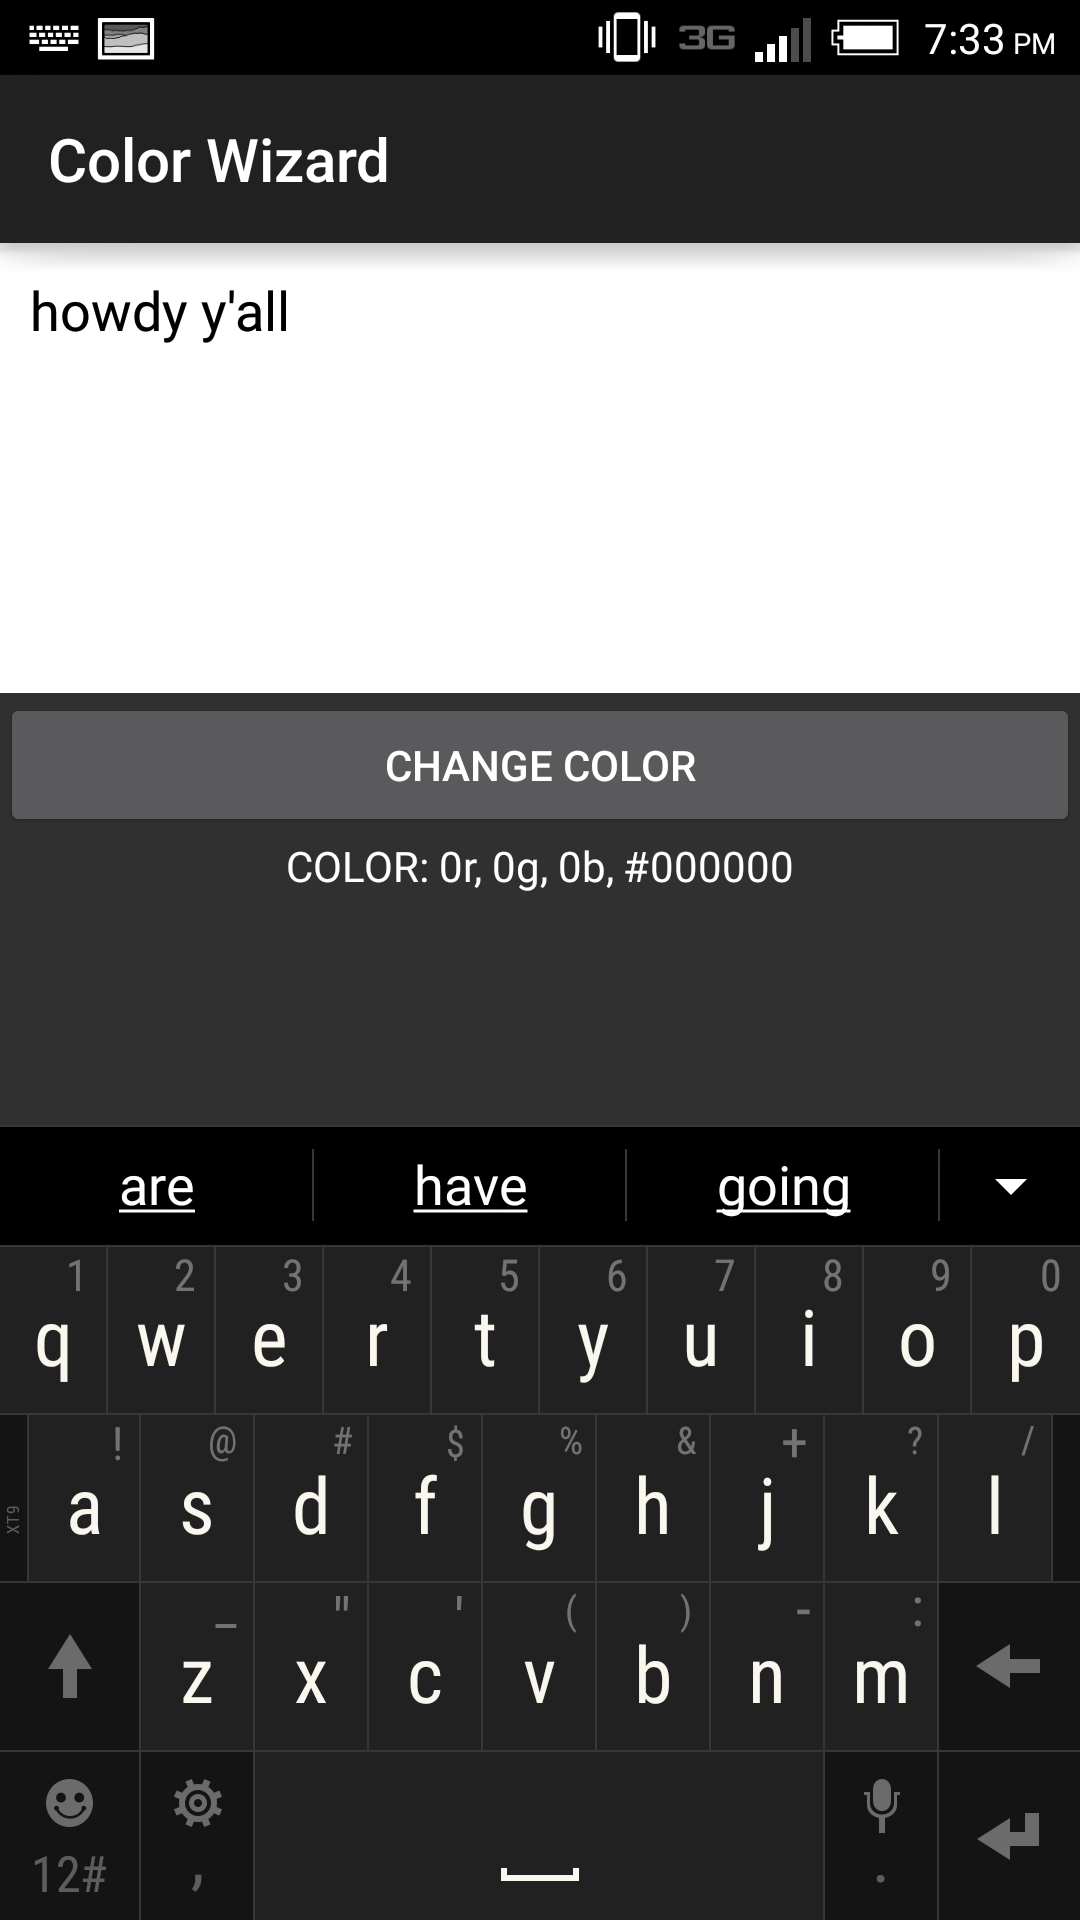 3G 7:33 PM
Color Wizard
howdy y'all
CHANGE COLOR
COLOR: 0r, 0g, 0b, #000000
are have going
1 2 3 4 5 6 7 8 9 0
q w e r t y u i o p
! @ # $ % & + ? /
XT9 a s d f g h j k l
_ " ' ( ) - :
z x c v b n m
12# , .